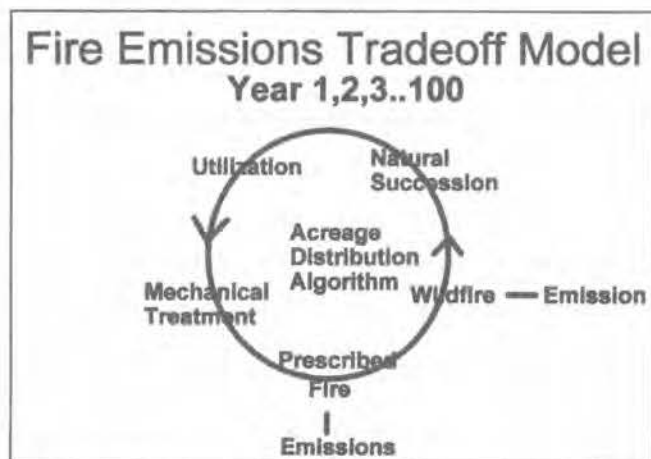 Fire Emissions Tradeoff Model
Year 1,2,3..100
Utilization
Natural
Succession
Acreage
Distribution
Algorithm
Mechanical
Treatment
Wildfire
Emission
Prescribed
Fire
Emissions